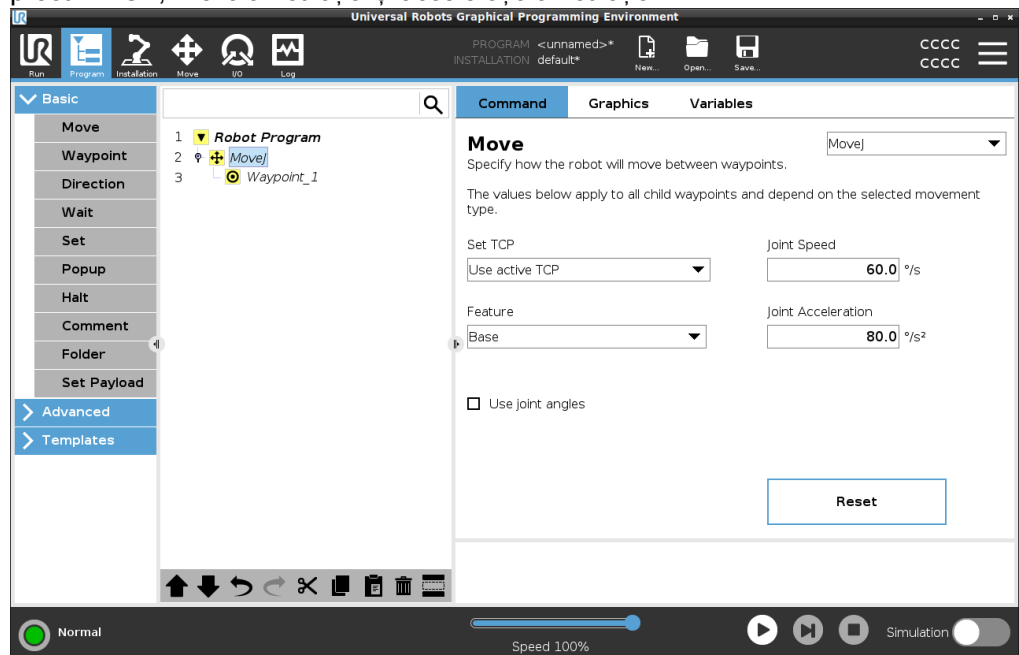 Universal Robots Graphical Programming Environment
UR
PROGRAM <unnamed>*
INSTALLATION default*
Run Program Installation Move I/O Log New... Open... Save...
CCCC
CCCC
Basic
Move
Waypoint
Direction
Wait
Set
Popup
Halt
Comment
Folder
Set Payload
Advanced
Templates
1 Robot Program
2 MoveJ
3 Waypoint_1
Command Graphics Variables
Move
MoveJ
Specify how the robot will move between waypoints.
The values below apply to all child waypoints and depend on the selected movement
type.
Set TCP
Joint Speed
Use active TCP
60.0 °/s
Feature
Joint Acceleration
Base
80.0 °/s²
Use joint angles
Reset
Normal
Speed 100%
Simulation